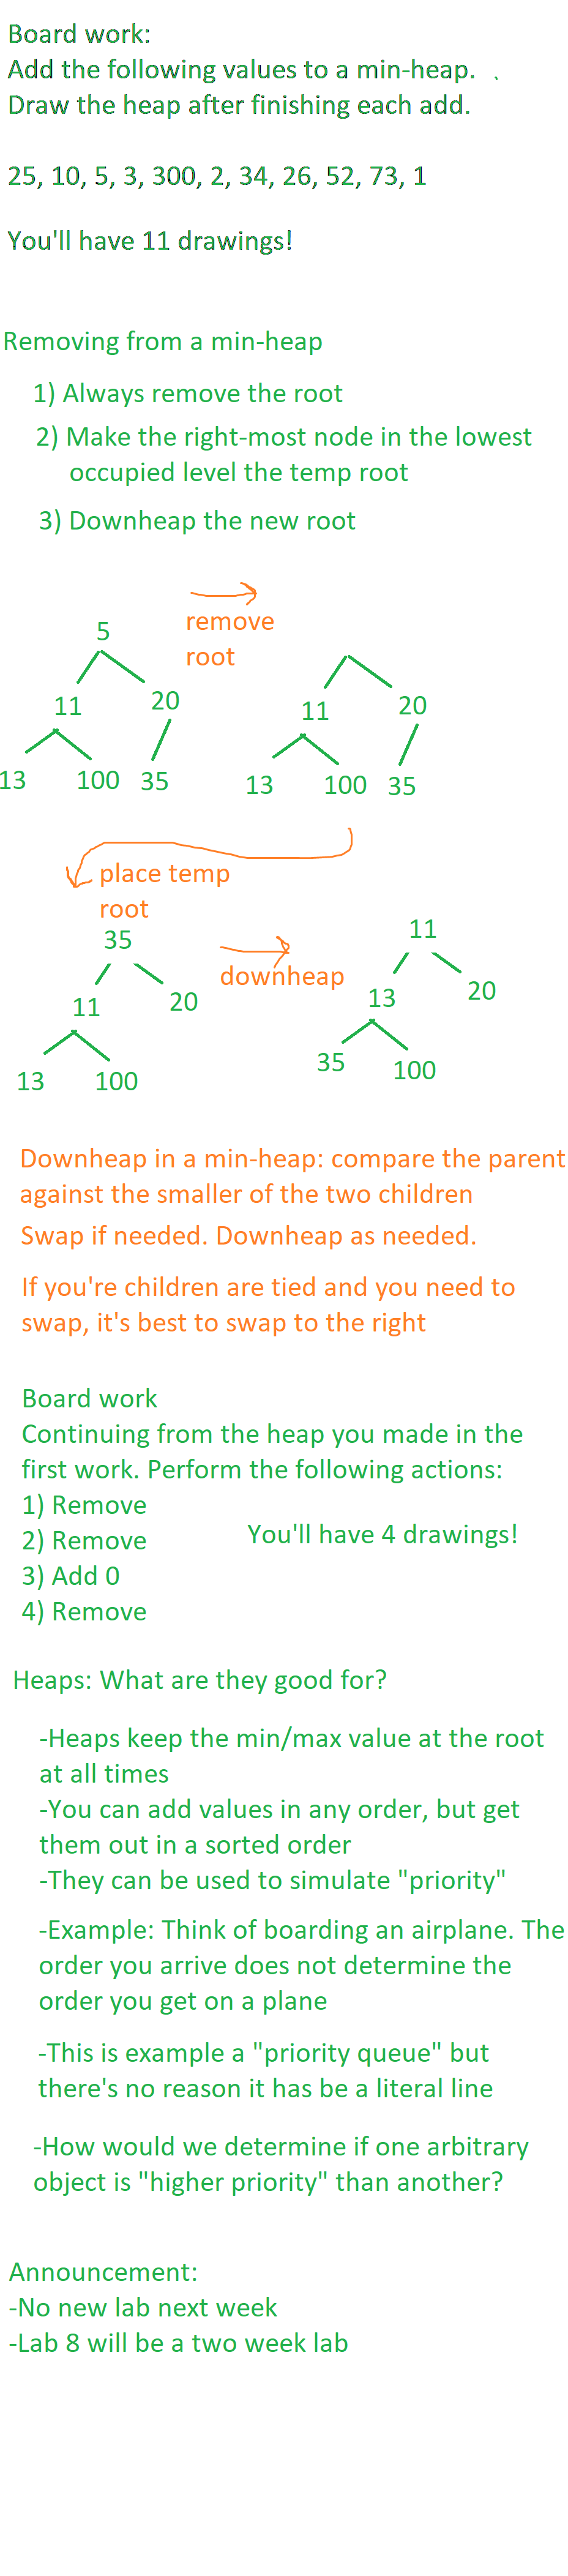 Board work:
Add the following values to a min-heap.
Draw the heap after finishing each add.
25, 10, 5, 3, 300, 2, 34, 26, 52, 73, 1
You'll have 11 drawings!
Removing from a min-heap
1) Always remove the root
2) Make the right-most node in the lowest
occupied level the temp root
3) Downheap the new root
remove
root
5
11 20
13 100 35
11 20
13 100 35
place temp
root
35
11 20
13 100
downheap
11
13 20
35 100
Downheap in a min-heap: compare the parent
against the smaller of the two children
Swap if needed. Downheap as needed.
If you're children are tied and you need to
swap, it's best to swap to the right
Board work
Continuing from the heap you made in the
first work. Perform the following actions:
1) Remove
2) Remove
3) Add 0
4) Remove
You'll have 4 drawings!
Heaps: What are they good for?
-Heaps keep the min/max value at the root
at all times
-You can add values in any order, but get
them out in a sorted order
-They can be used to simulate "priority"
-Example: Think of boarding an airplane. The
order you arrive does not determine the
order you get on a plane
-This is example a "priority queue" but
there's no reason it has be a literal line
-How would we determine if one arbitrary
object is "higher priority" than another?
Announcement:
-No new lab next week
-Lab 8 will be a two week lab